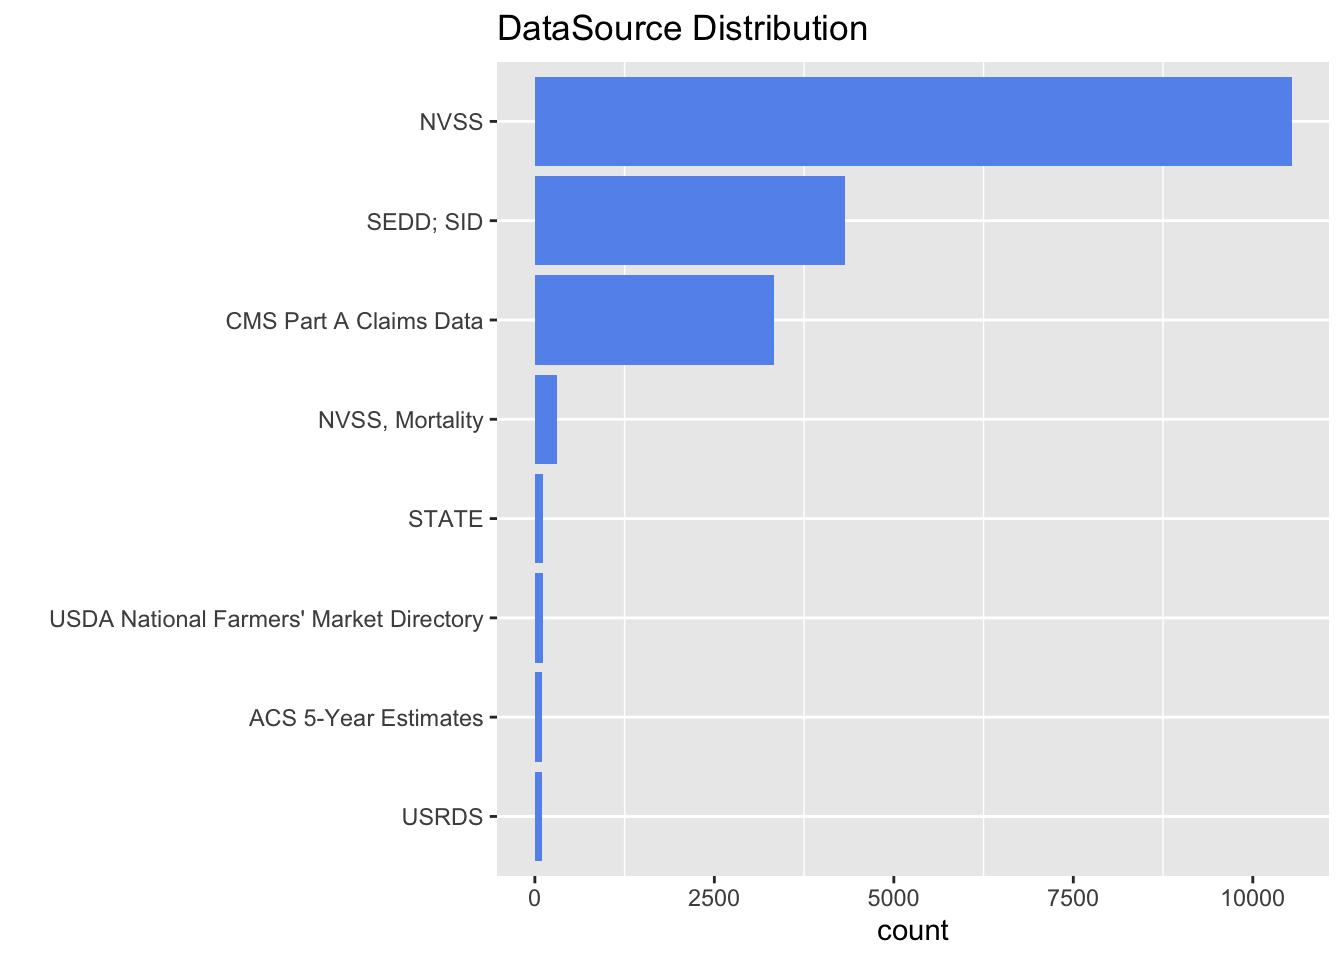 DataSource Distribution
NVSS
SEDD; SID
CMS Part A Claims Data
NVSS, Mortality
STATE
USDA National Farmers' Market Directory
ACS 5-Year Estimates
USRDS
0 2500 5000 7500 10000
count